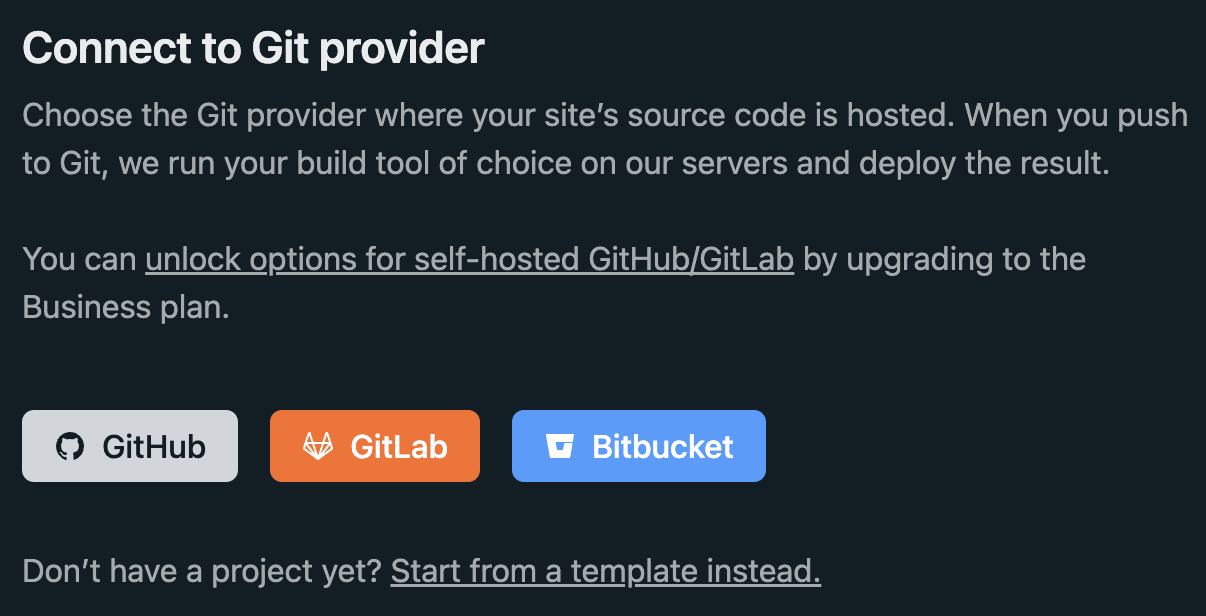 Connect to Git provider
Choose the Git provider where your site’s source code is hosted. When you push
to Git, we run your build tool of choice on our servers and deploy the result.
You can unlock options for self-hosted GitHub/GitLab by upgrading to the
Business plan.
GitHub GitLab Bitbucket
Don’t have a project yet? Start from a template instead.